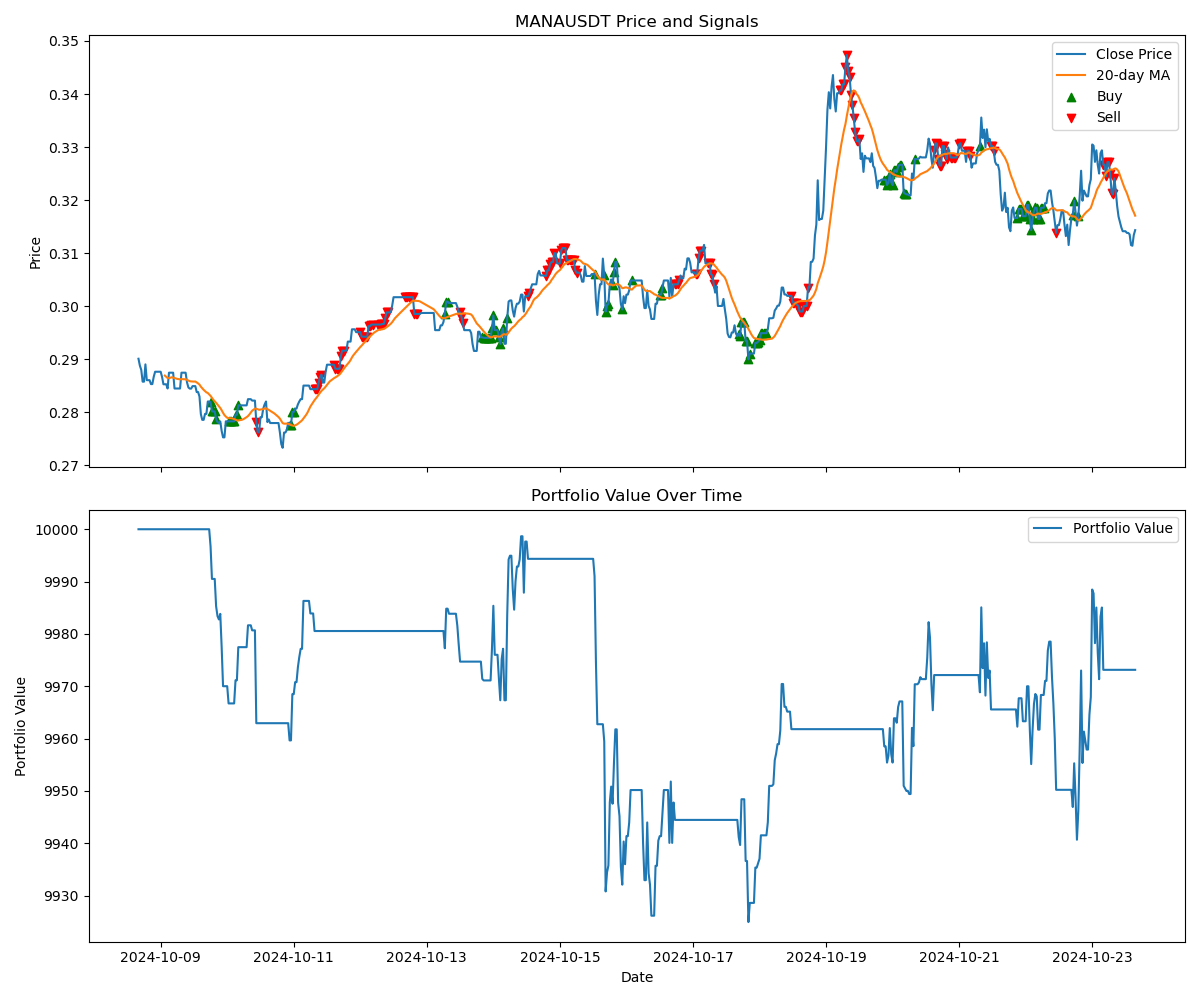 MANAUSDT Price and Signals
0.35
0.34
0.33
0.32
0.31
0.30
0.29
0.28
0.27
Price
Close Price
20-day MA
Buy
Sell
Portfolio Value Over Time
10000
9990
9980
9970
9960
9950
9940
9930
Portfolio Value
Portfolio Value
2024-10-09
2024-10-11
2024-10-13
2024-10-15
2024-10-17
2024-10-19
2024-10-21
2024-10-23
Date